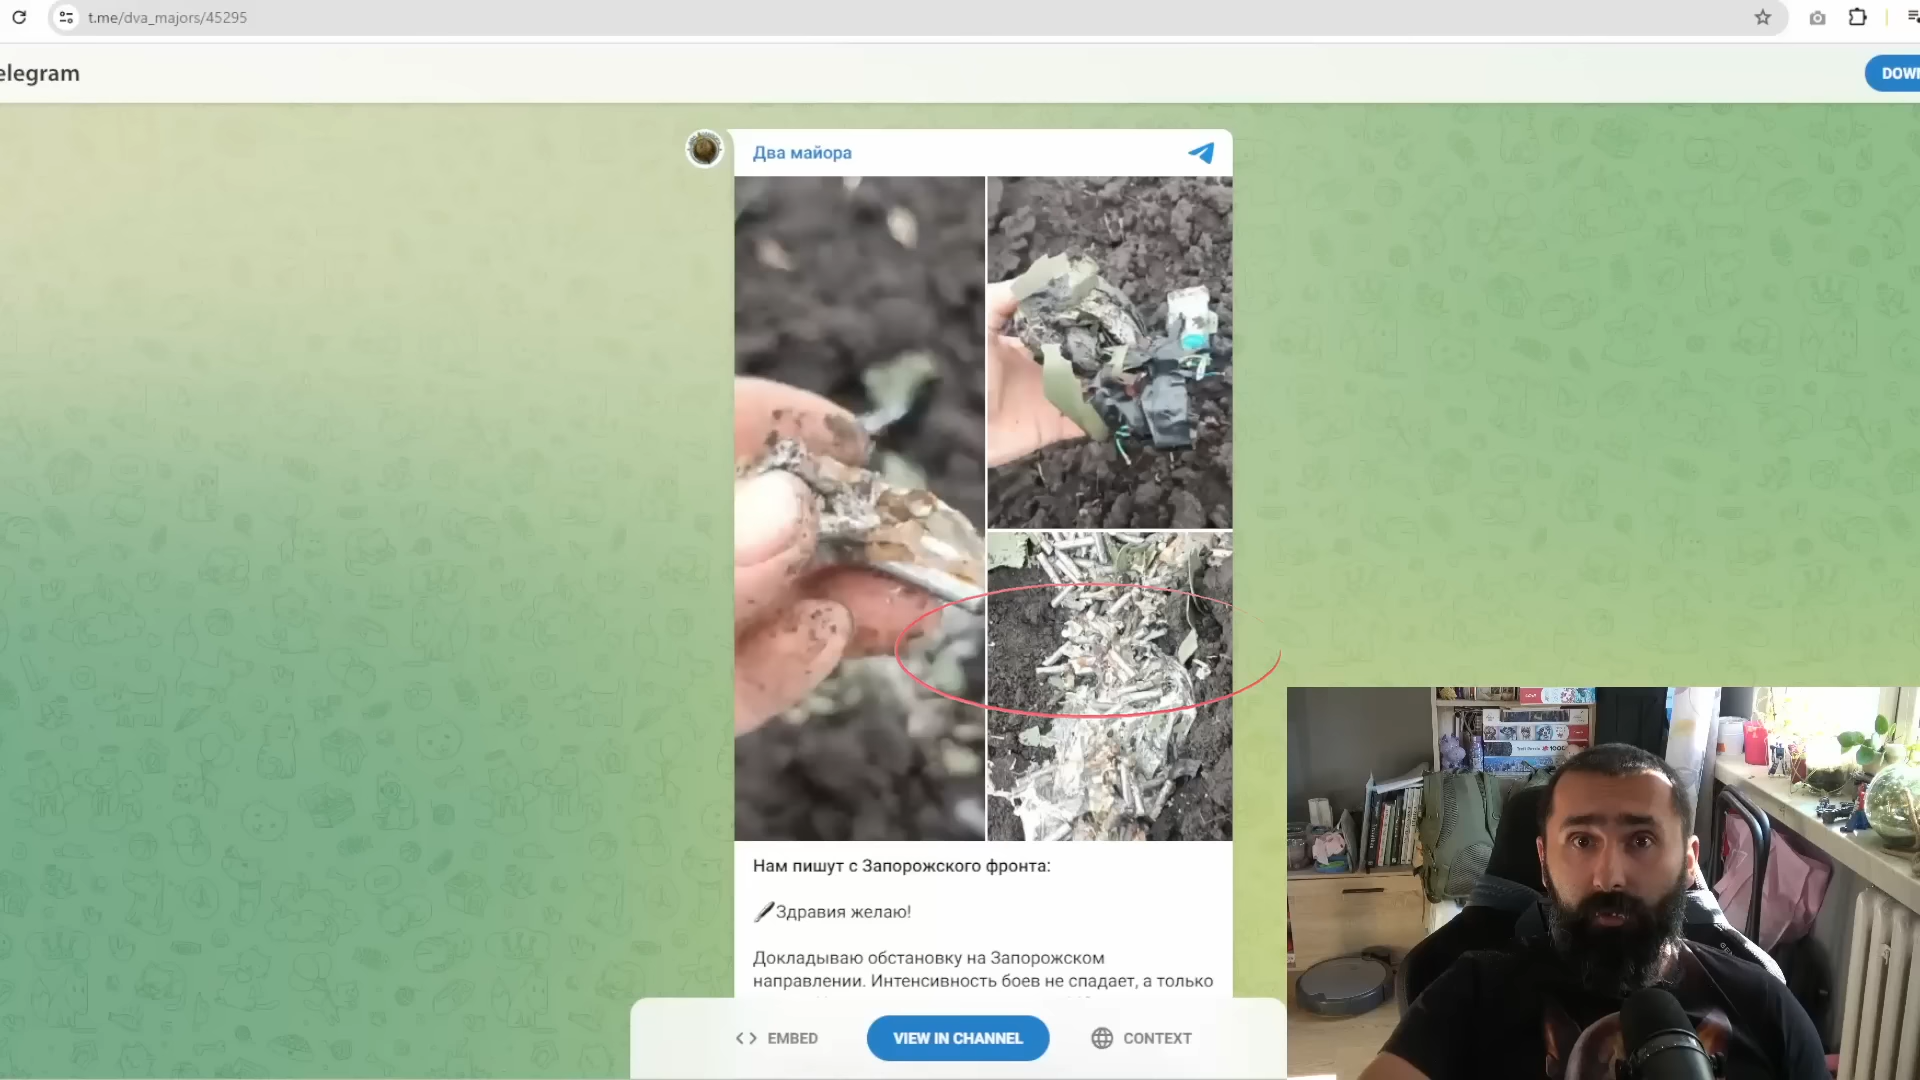 t.me/dva_majors/45295
elegram
DOWN
Два майора
Нам пишут с Запорожского фронта:
Здравия желаю!
Докладываю обстановку на Запорожском
направлении. Интенсивность боев не спадает, а только
EMBED
VIEW IN CHANNEL
CONTEXT